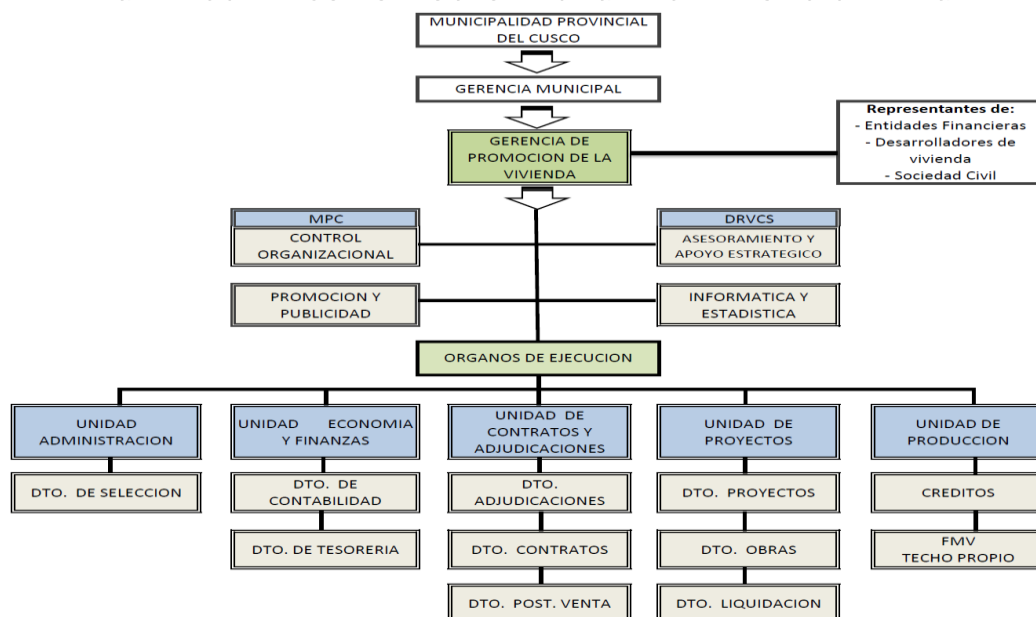 MUNICIPALIDAD PROVINCIAL
DEL CUSCO
GERENCIA MUNICIPAL
GERENCIA DE
PROMOCION DE LA
VIVIENDA
Representantes de:
- Entidades Financieras
- Desarrolladores de
vivienda
- Sociedad Civil
MPC
CONTROL
ORGANIZACIONAL
DRVCS
ASESORAMIENTO Y
APOYO ESTRATEGICO
PROMOCION Y
PUBLICIDAD
INFORMATICA Y
ESTADISTICA
ORGANOS DE EJECUCION
UNIDAD
ADMINISTRACION
UNIDAD ECONOMIA
Y FINANZAS
UNIDAD DE
CONTRATOS Y
ADJUDICACIONES
UNIDAD DE
PROYECTOS
UNIDAD DE
PRODUCCION
DTO. DE SELECCION
DTO. DE
CONTABILIDAD
DTO.
ADJUDICACIONES
DTO. PROYECTOS
CREDITOS
DTO. DE TESORERIA
DTO. CONTRATOS
DTO. OBRAS
FMV
TECHO PROPIO
DTO. POST. VENTA
DTO. LIQUIDACION